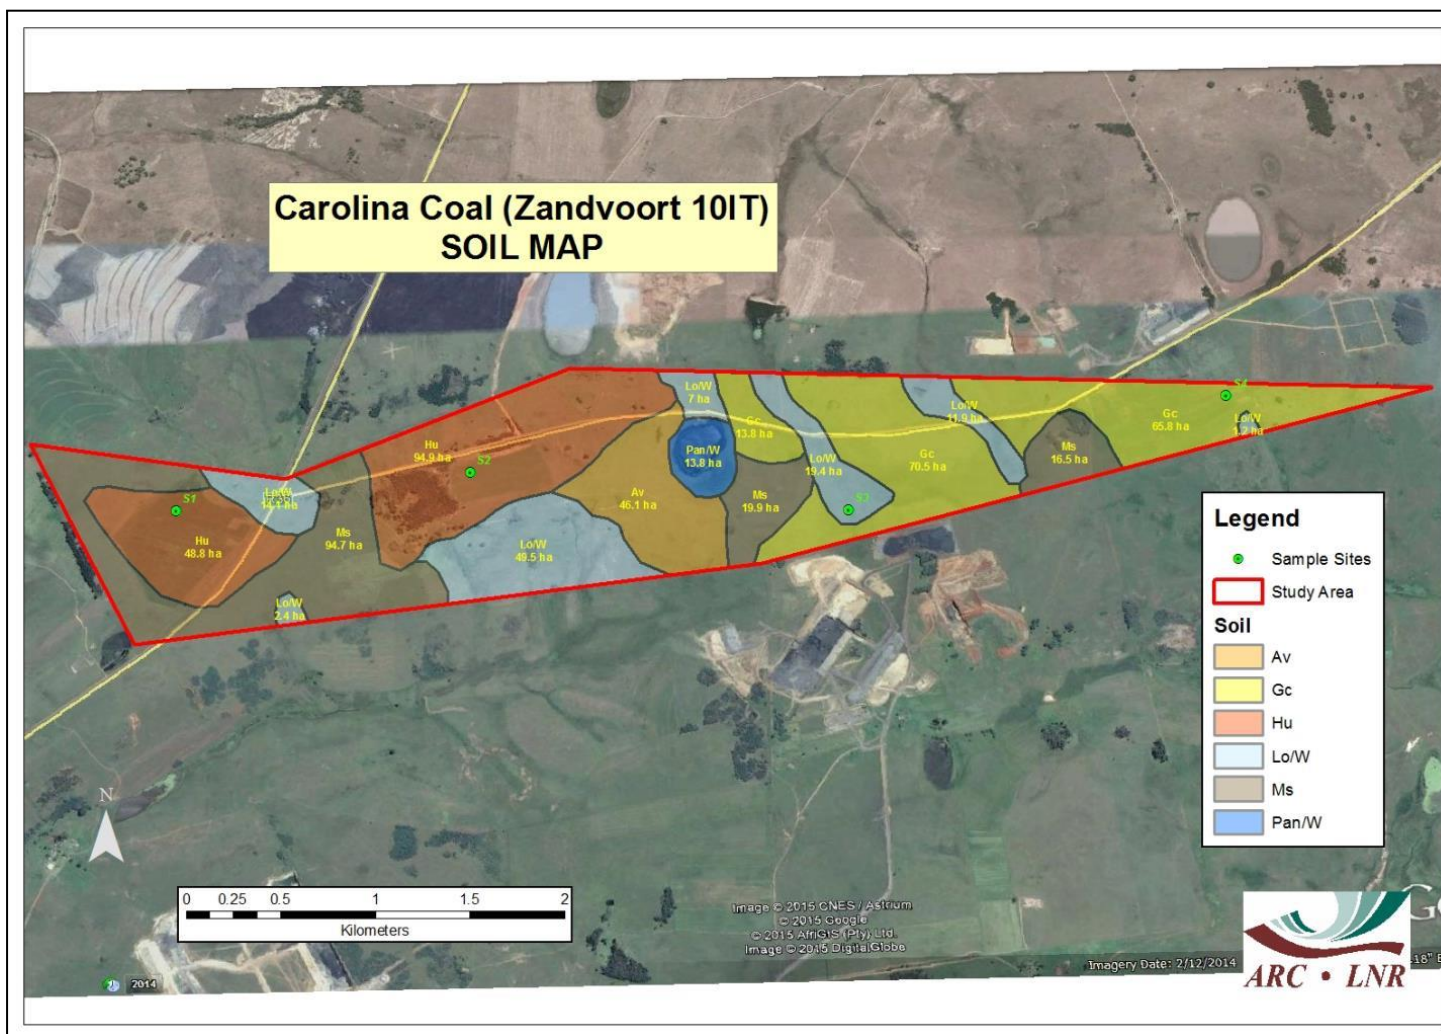 Carolina Coal (Zandvoort 10IT)
SOIL MAP
Lo/W
7 ha
Gc
13.8 ha
Lo/W
11.9 ha
S4
Gc
65.8 ha
Lo/W
1.2 ha
Hu
94.9 ha
S2
Pan/W
13.8 ha
Lo/W
19.4 ha
Gc
70.5 ha
Ms
16.5 ha
Lo/W
14.1 ha
S1
Av
46.1 ha
Ms
19.9 ha
S3
Hu
48.8 ha
Ms
94.7 ha
Lo/W
49.5 ha
Lo/W
2.4 ha
Legend
Sample Sites
Study Area
Soil
Av
Gc
Hu
Lo/W
Ms
Pan/W
N
0 0.25 0.5 1 1.5 2
Kilometers
Image © 2015 CNES / Astrium
© 2015 Google
© 2015 AfriGIS (Pty) Ltd.
Image © 2015 DigitalGlobe
Imagery Date: 2/12/2014
2014
ARC • LNR